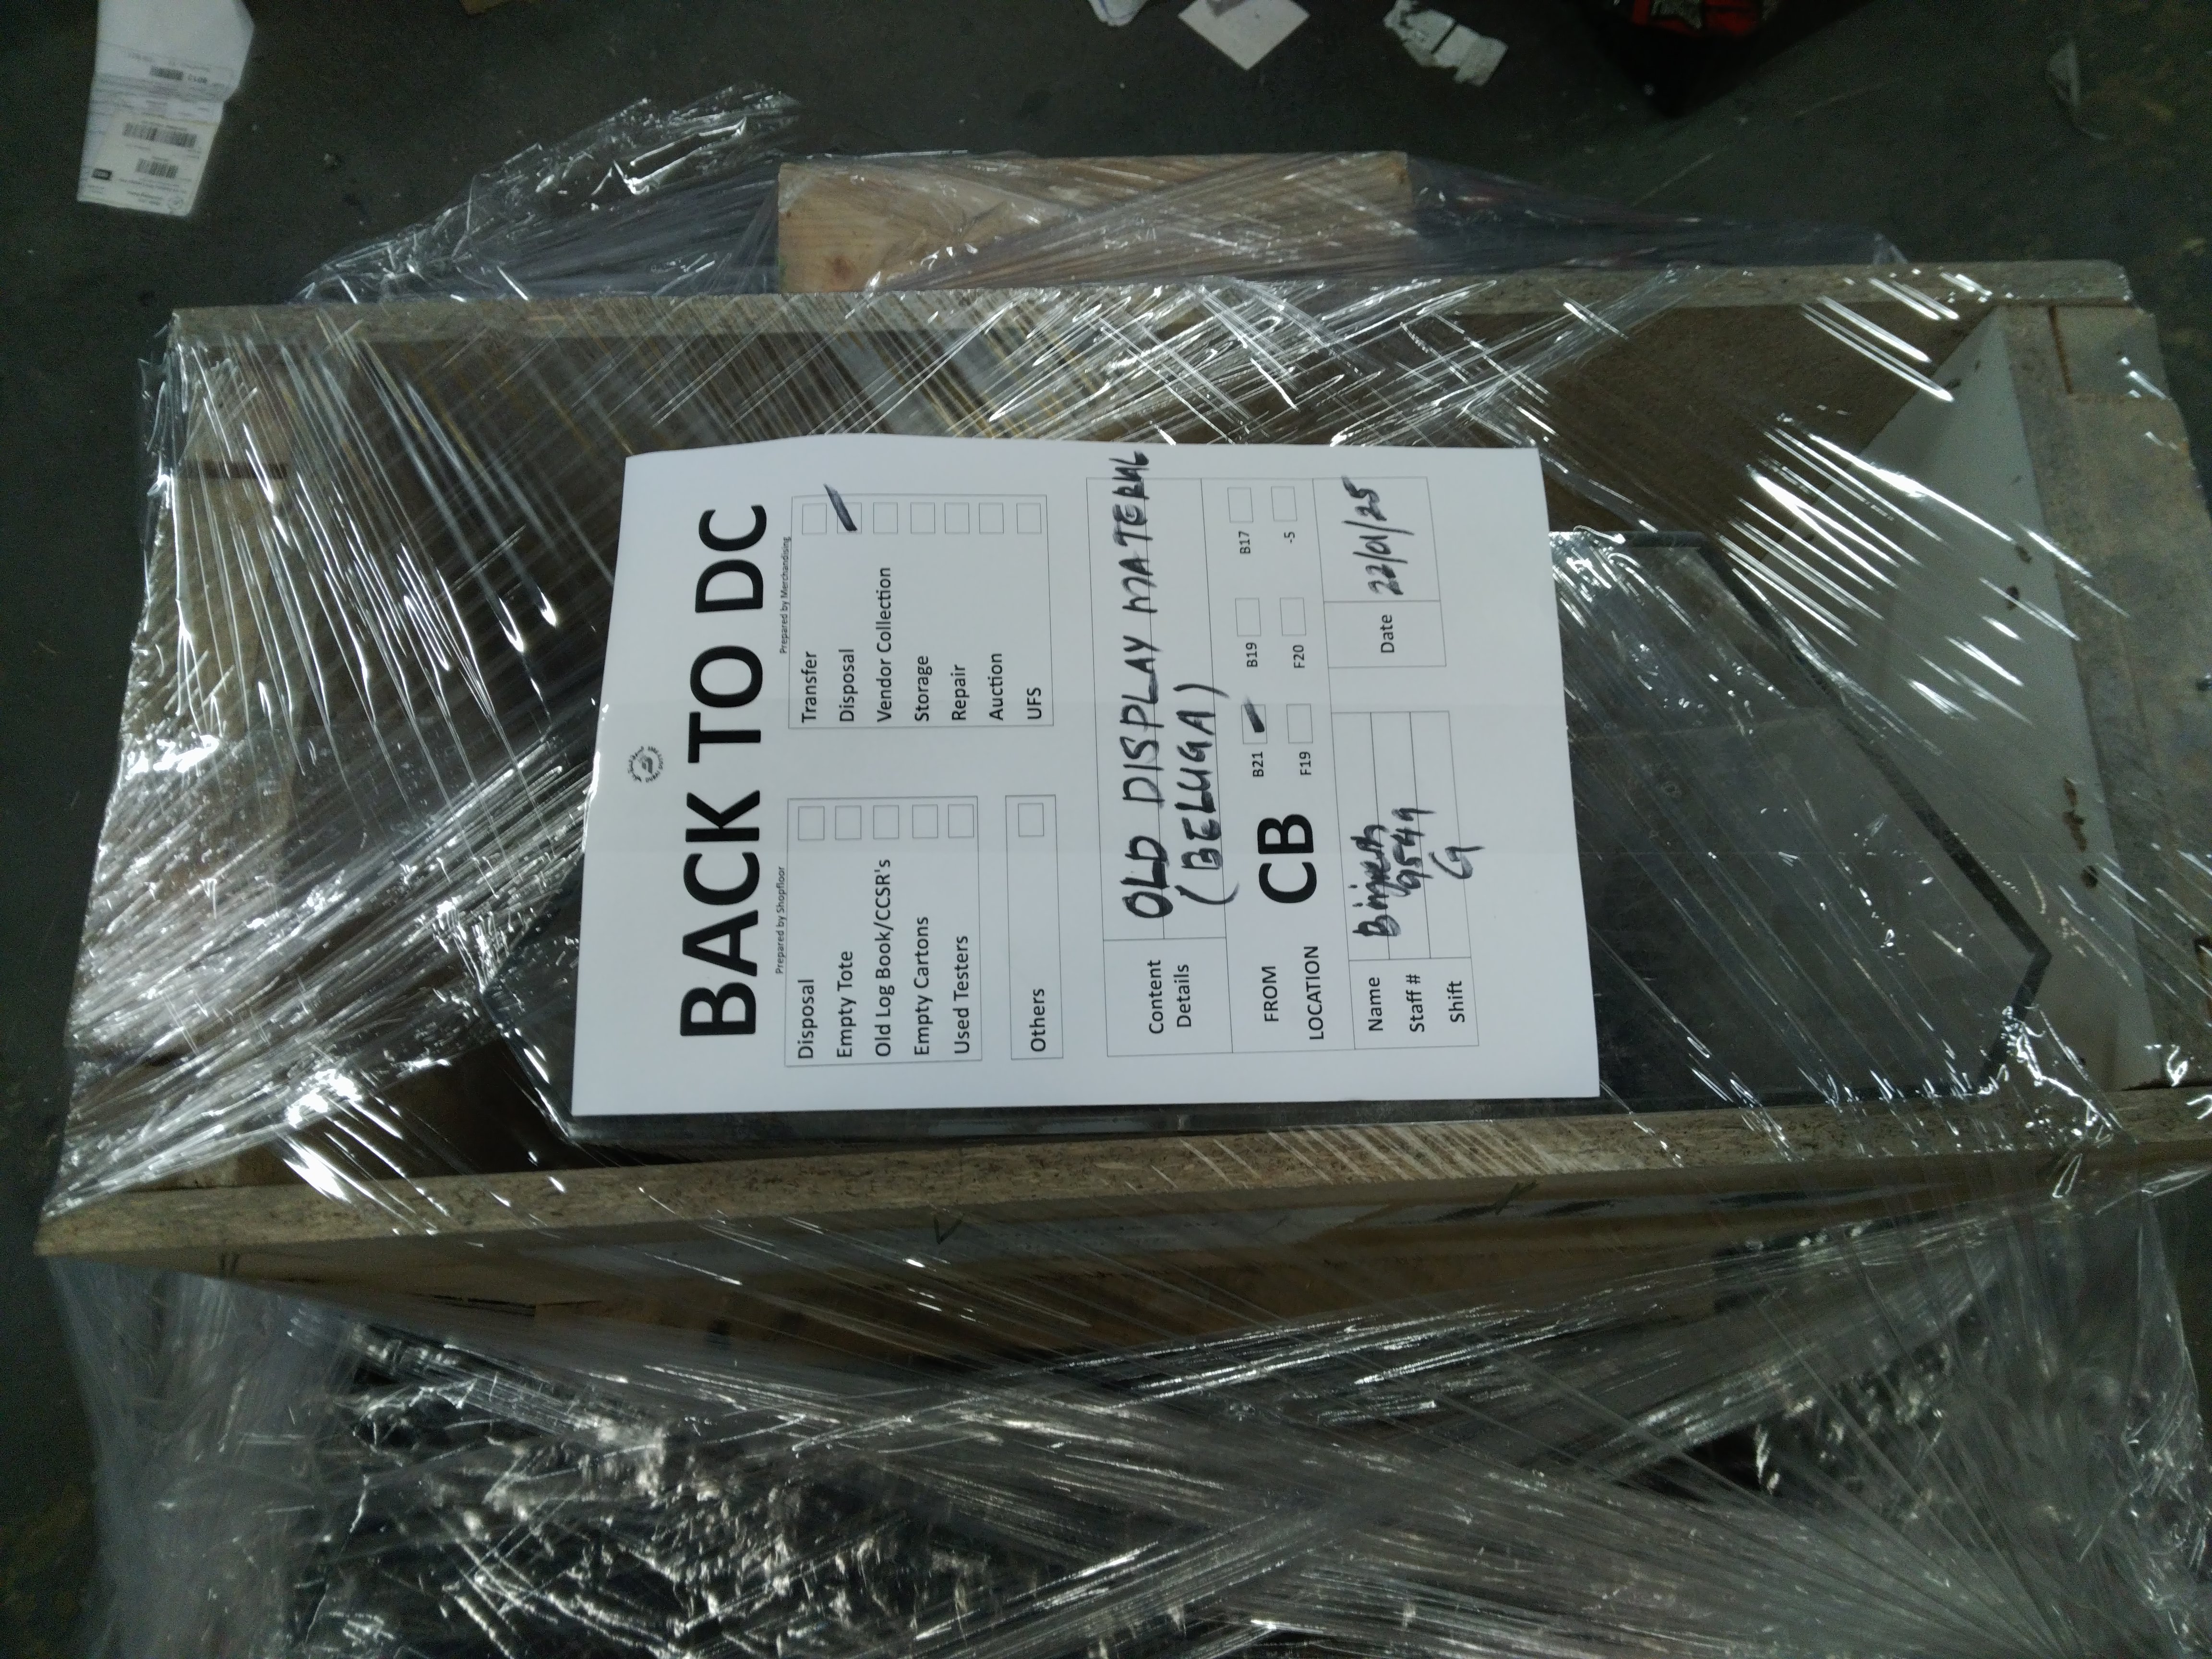 BACK TO DC
Prepared by Shopfloor
Prepared by Merchandising
Disposal
Empty Tote
Old Log Book/CCSR's
Empty Cartons
Used Testers
Others
Transfer
Disposal
Vendor Collection
Storage
Repair
Auction
UFS
Content Details
OLD DISPLAY MATERIAL
(BELUGA)
FROM LOCATION
CB
B21 B19 B17
F19 F20 -5
Name
Staff # 9549
Shift
Date 22/01/25